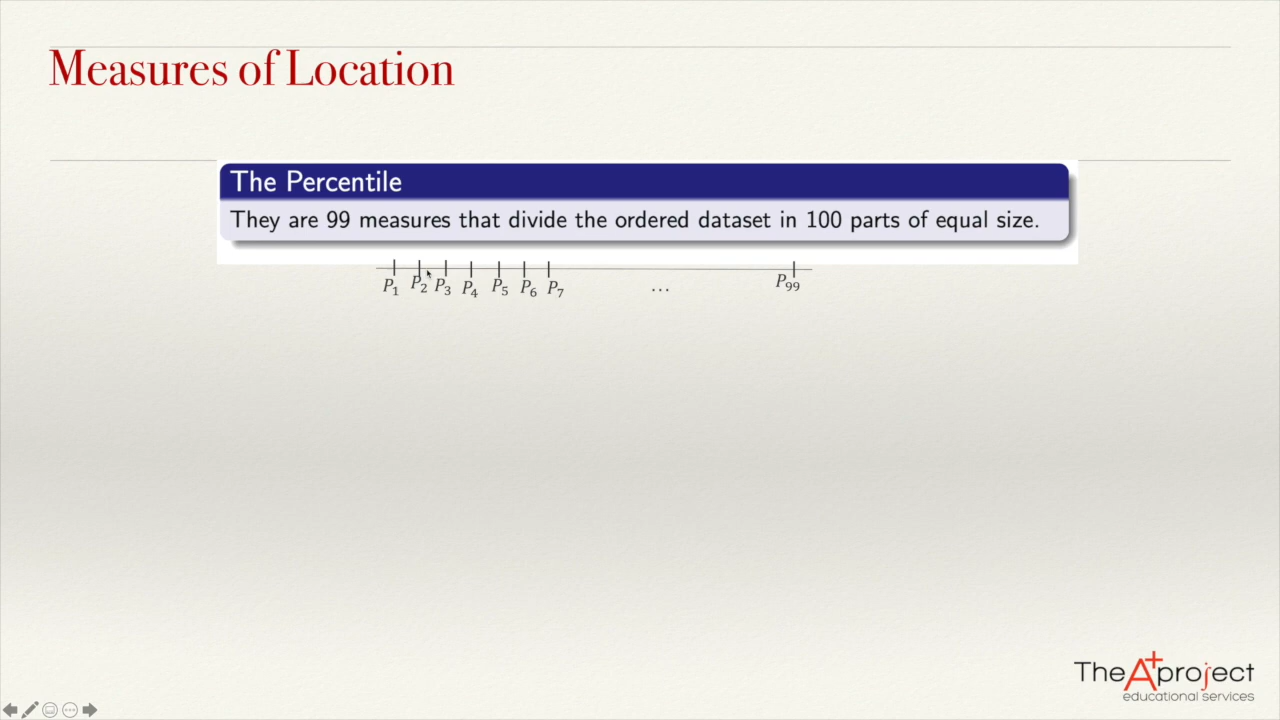 Measures of Location
The Percentile
They are 99 measures that divide the ordered dataset in 100 parts of equal size.
P₁ P₂ P₃ P₄ P₅ P₆ P₇ ... P₉₉
The A+ project
educational services